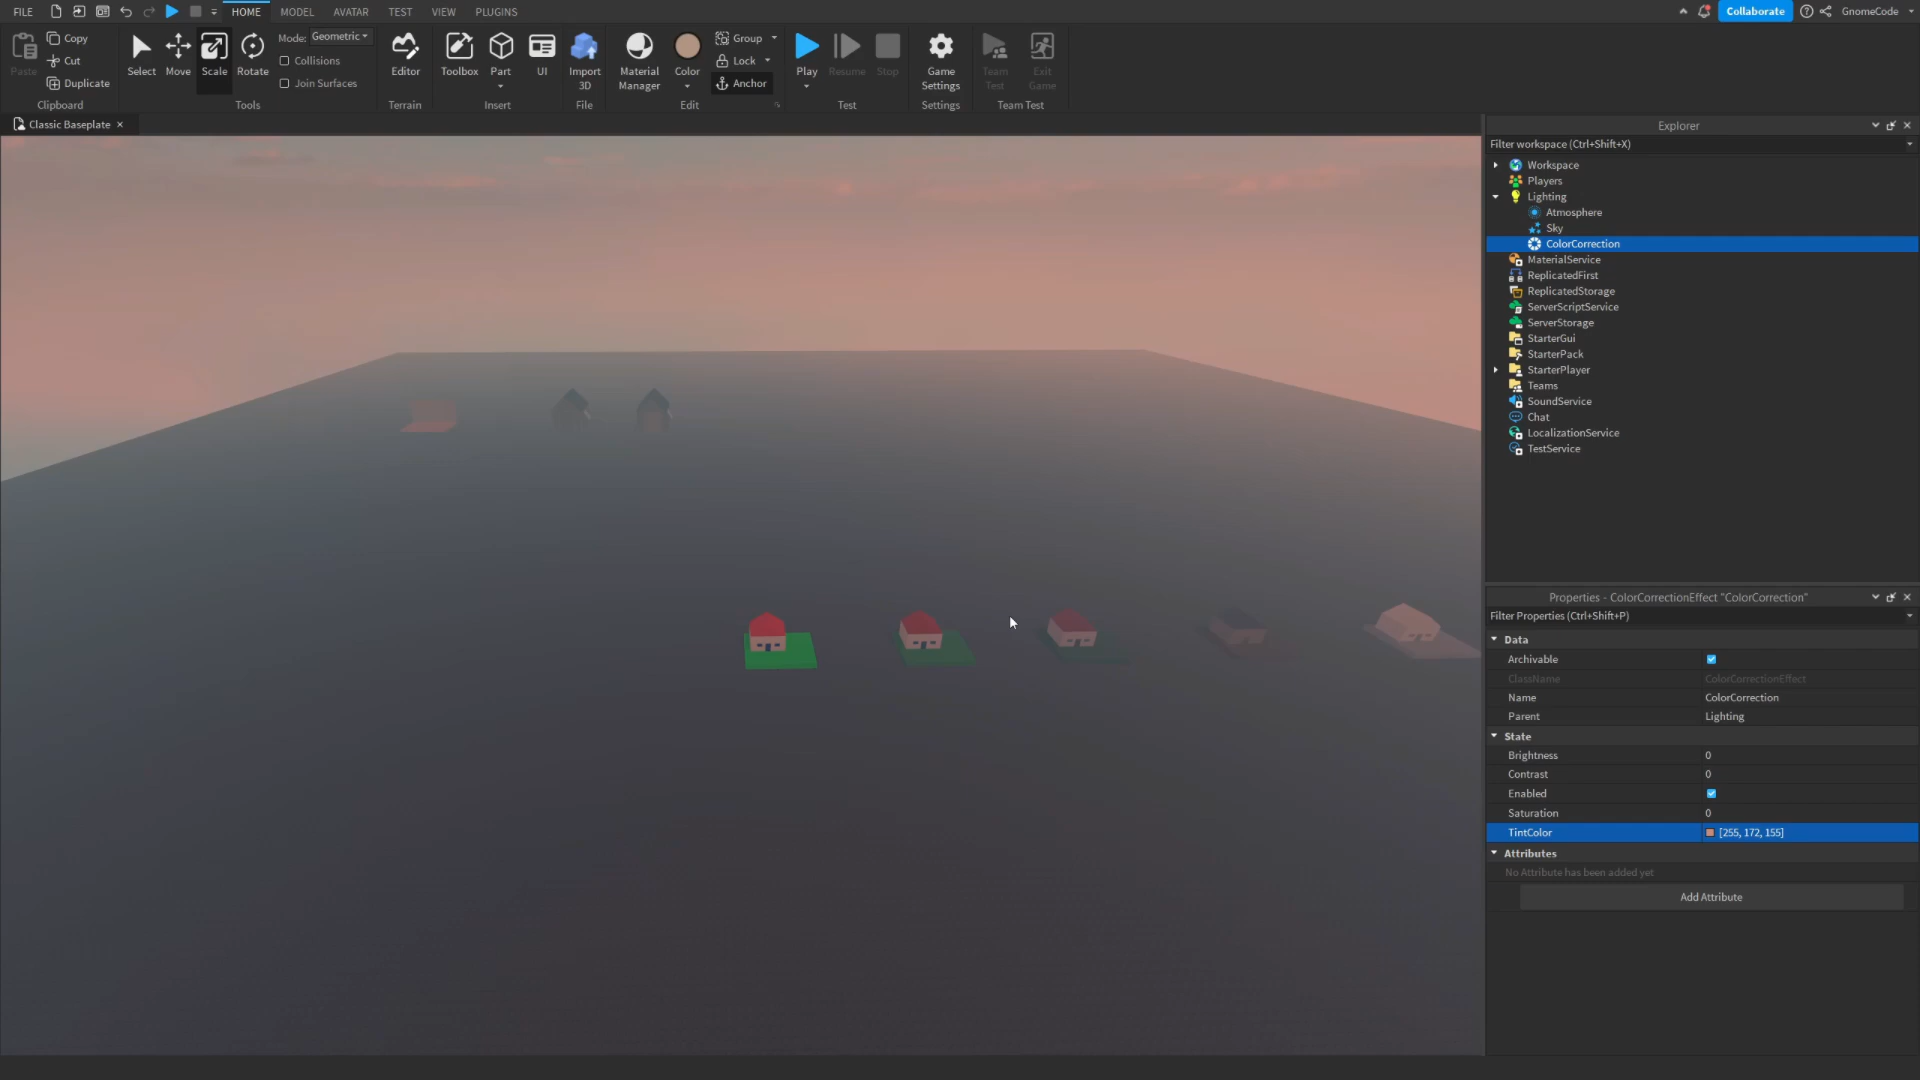 FILE HOME MODEL AVATAR TEST VIEW PLUGINS Collaborate GnomeCode
Copy
Cut
Duplicate
Paste
Clipboard
Select Move Scale Rotate
Mode: Geometric
Collisions
Join Surfaces
Tools
Editor
Terrain
Toolbox Part UI
Insert
Import
3D
File
Material
Manager
Color
Group
Lock
Anchor
Edit
Play Resume Stop
Test
Game
Settings
Settings
Team
Test
Exit
Game
Team Test
Classic Baseplate
Explorer
Filter workspace (Ctrl+Shift+X)
Workspace
Players
Lighting
Atmosphere
Sky
ColorCorrection
MaterialService
ReplicatedFirst
ReplicatedStorage
ServerScriptService
ServerStorage
StarterGui
StarterPack
StarterPlayer
Teams
SoundService
Chat
LocalizationService
TestService
Properties - ColorCorrectionEffect "ColorCorrection"
Filter Properties (Ctrl+Shift+P)
Data
Archivable
ClassName ColorCorrectionEffect
Name ColorCorrection
Parent Lighting
State
Brightness 0
Contrast 0
Enabled
Saturation 0
TintColor [255, 172, 155]
Attributes
No Attribute has been added yet
Add Attribute